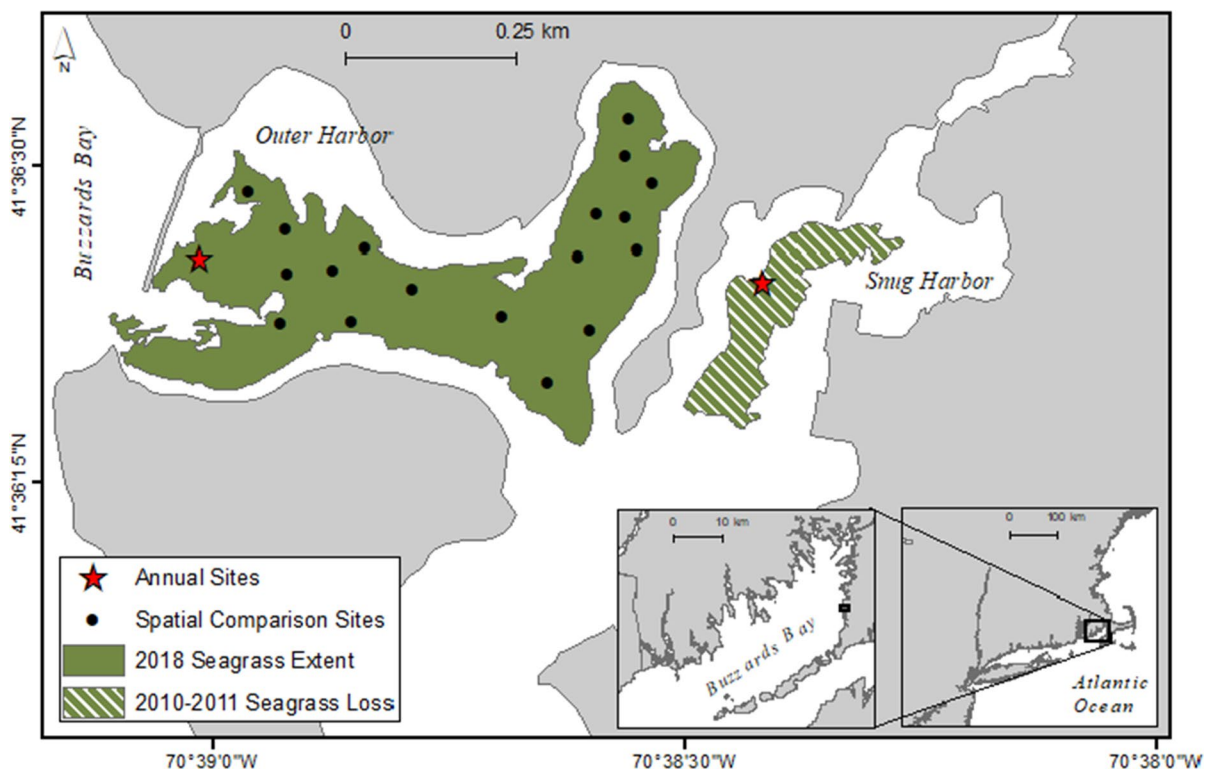 0 0.25 km
N
Outer Harbor
Buzzards Bay
41°36'30"N
Snug Harbor
41°36'15"N
Annual Sites
Spatial Comparison Sites
2018 Seagrass Extent
2010-2011 Seagrass Loss
0 10 km
Buzzards Bay
0 100 km
Atlantic
Ocean
70°39'0"W
70°38'30"W
70°38'0"W